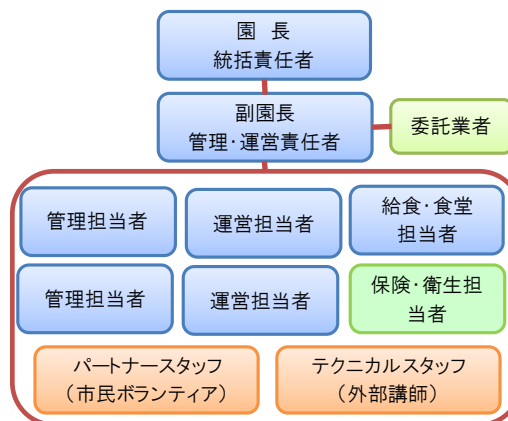 園 長
統括責任者
副園長
管理・運営責任者
委託業者
管理担当者
運営担当者
給食・食堂
担当者
管理担当者
運営担当者
保険・衛生担
当者
パートナースタッフ
（市民ボランティア）
テクニカルスタッフ
（外部講師）